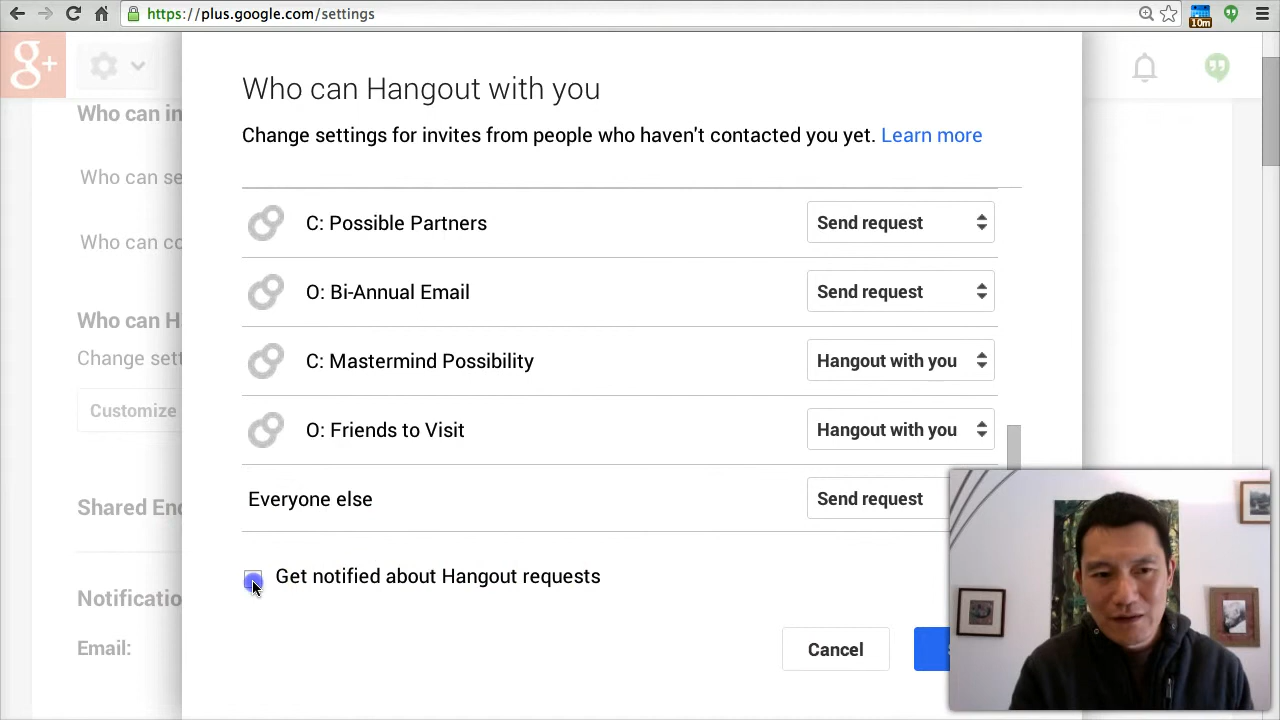 https://plus.google.com/settings
10m
g+
Who can Hangout with you
Change settings for invites from people who haven't contacted you yet. Learn more
Who can in
Who can se
Who can co
Who can H
Change sett
Customize
Shared End
Notificatio
Email:
C: Possible Partners
Send request
O: Bi-Annual Email
Send request
C: Mastermind Possibility
Hangout with you
O: Friends to Visit
Hangout with you
Everyone else
Send request
Get notified about Hangout requests
Cancel